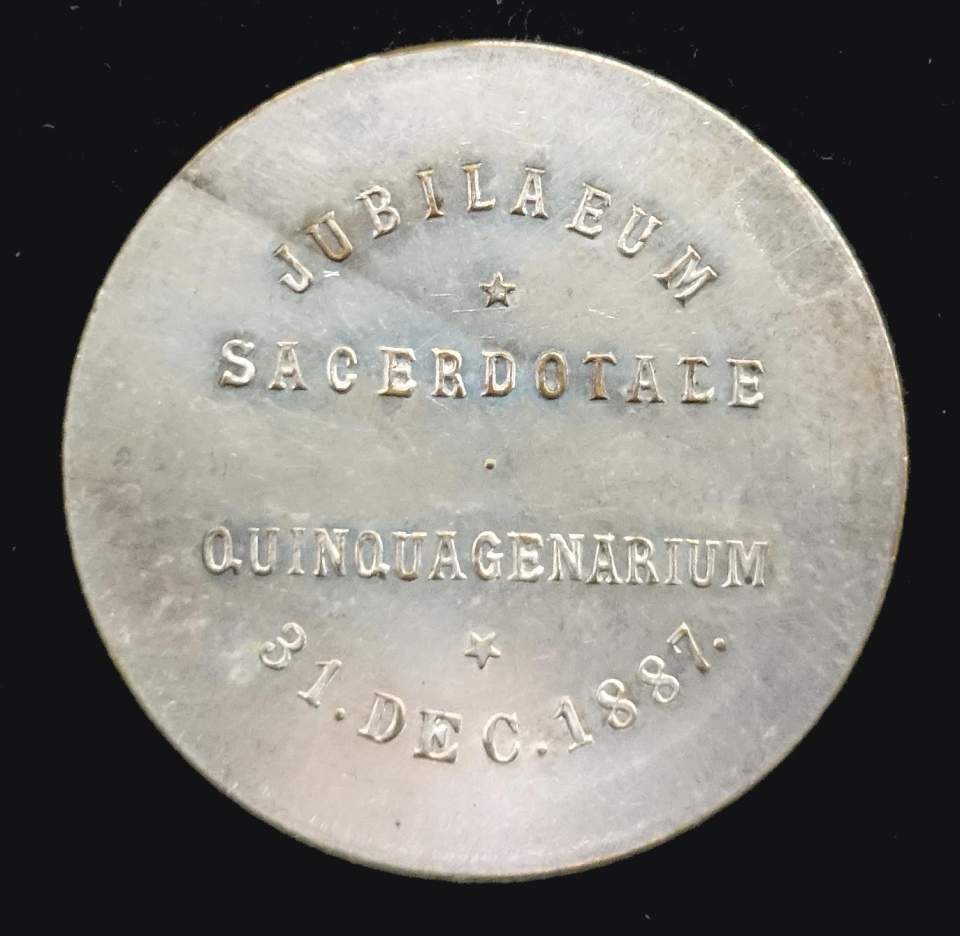 JUBILAEUM
SACERDOTALE
QUINQUAGENARIUM
31. DEC. 1887.